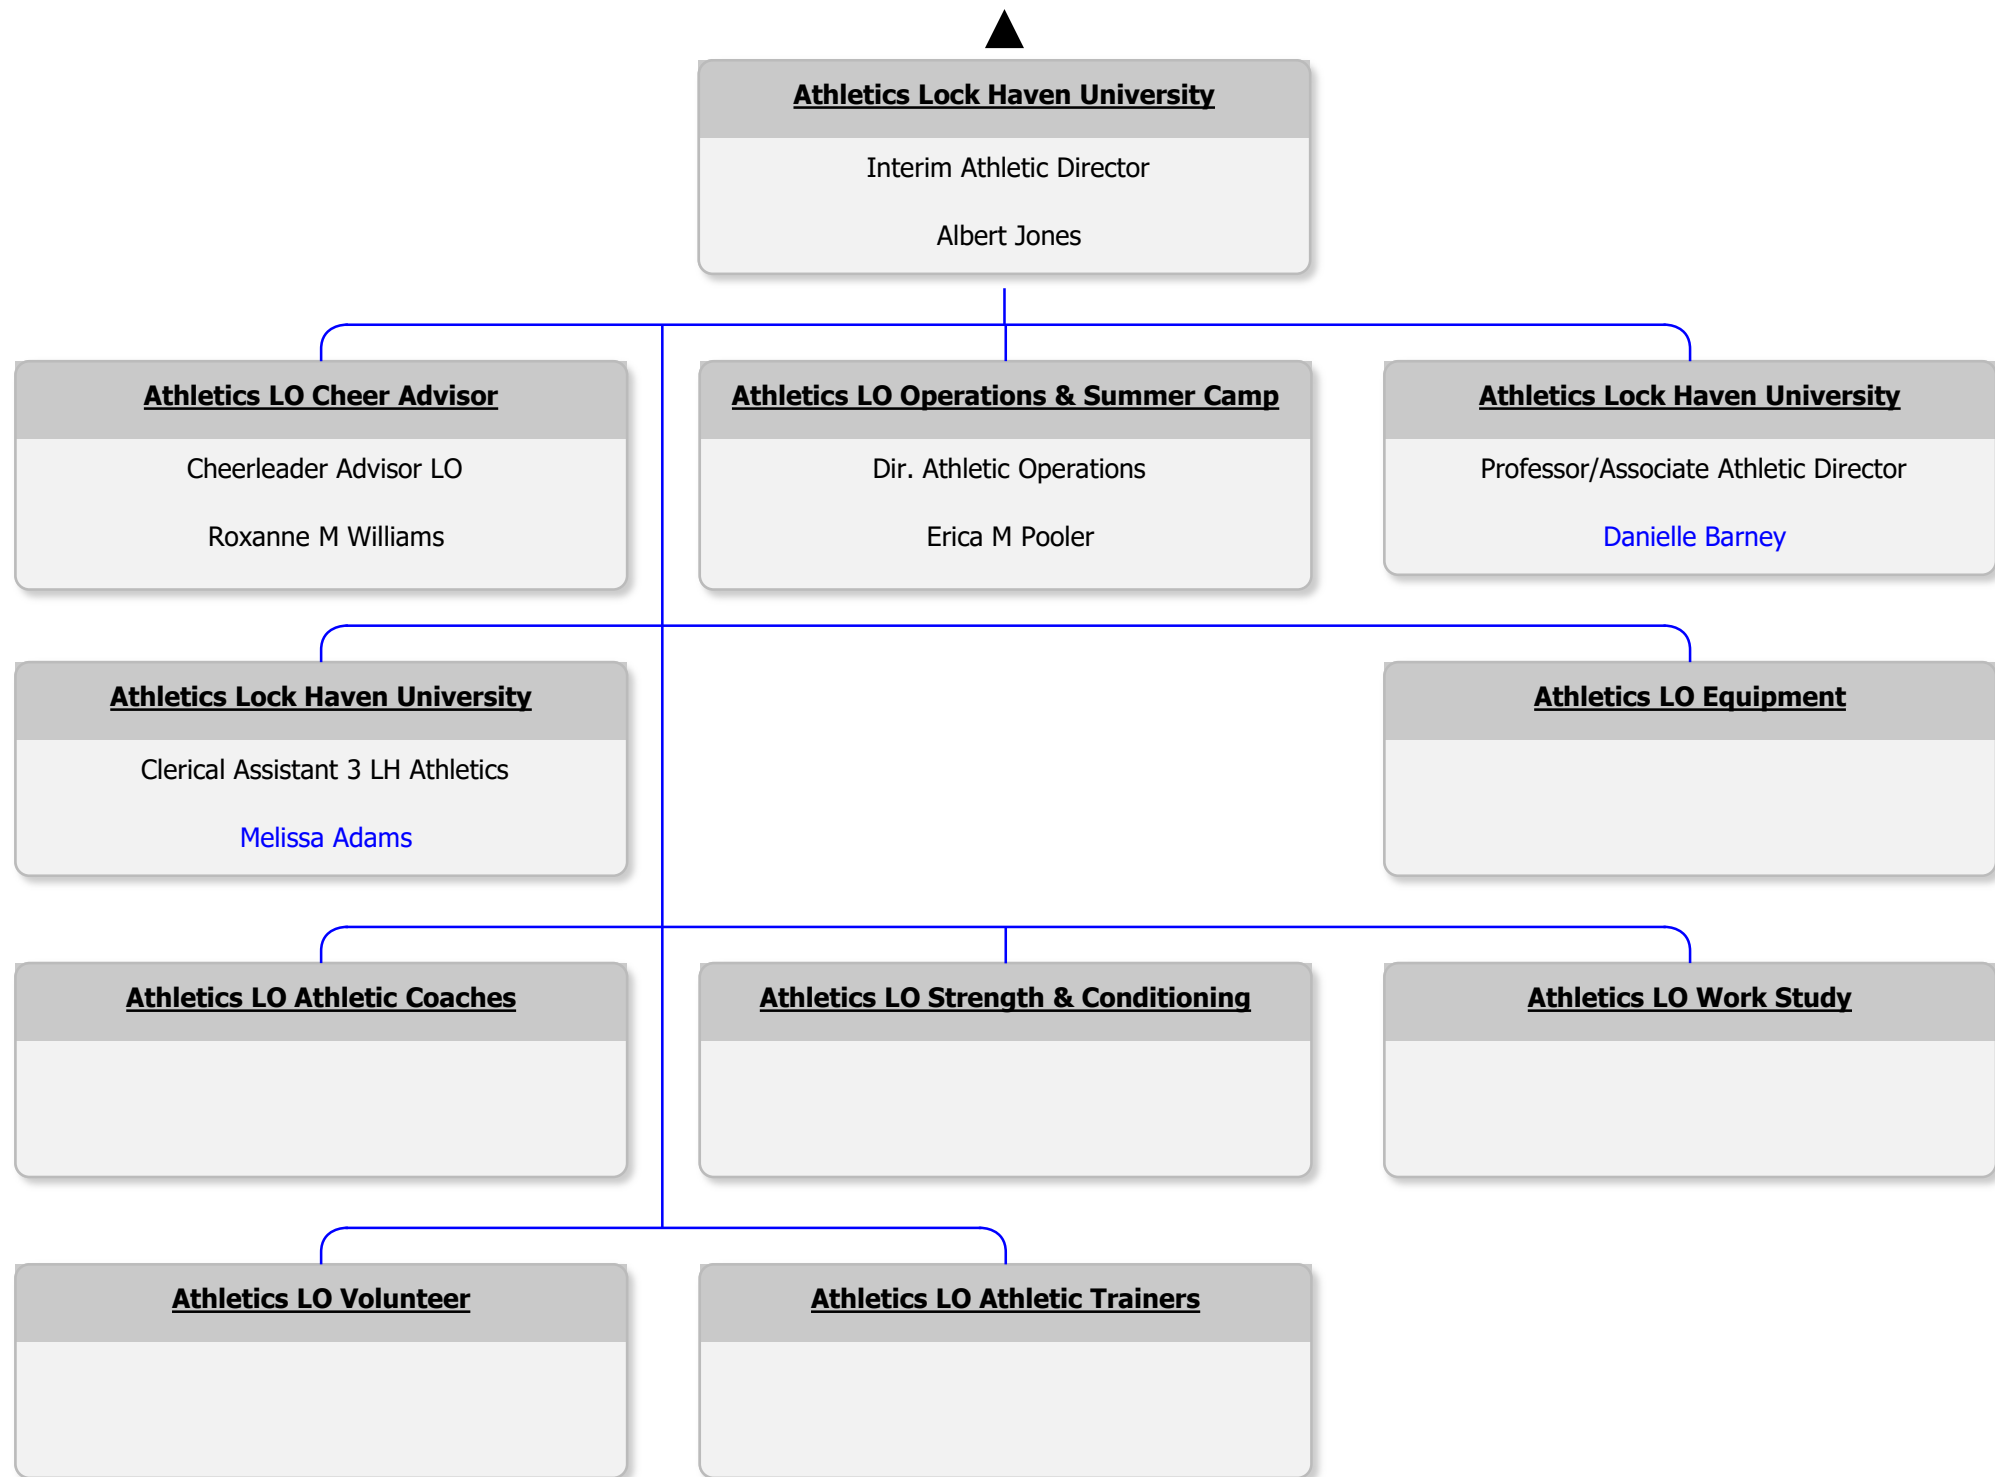 Athletics Lock Haven University
Interim Athletic Director
Albert Jones
Athletics LO Cheer Advisor
Cheerleader Advisor LO
Roxanne M Williams
Athletics LO Operations & Summer Camp
Dir. Athletic Operations
Erica M Pooler
Athletics Lock Haven University
Professor/Associate Athletic Director
Danielle Barney
Athletics Lock Haven University
Clerical Assistant 3 LH Athletics
Melissa Adams
Athletics LO Equipment
Athletics LO Athletic Coaches
Athletics LO Strength & Conditioning
Athletics LO Work Study
Athletics LO Volunteer
Athletics LO Athletic Trainers